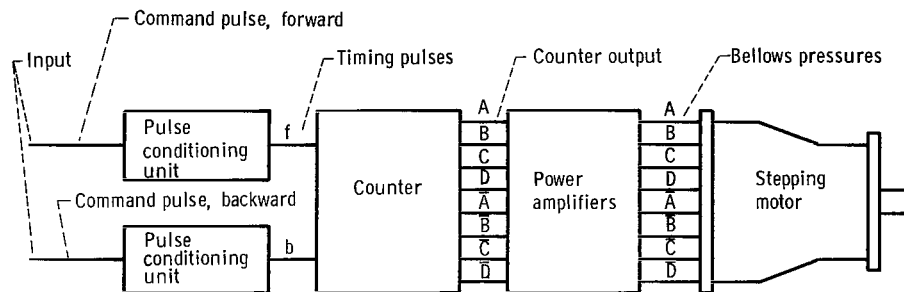 Command pulse, forward
Input
Timing pulses
Counter output
Bellows pressures
Pulse
conditioning
unit
f
Counter
A
B
C
D
A̅
B̅
C̅
D̅
Power
amplifiers
A
B
C
D
A̅
B̅
C̅
D̅
Stepping
motor
Command pulse, backward
Pulse
conditioning
unit
b